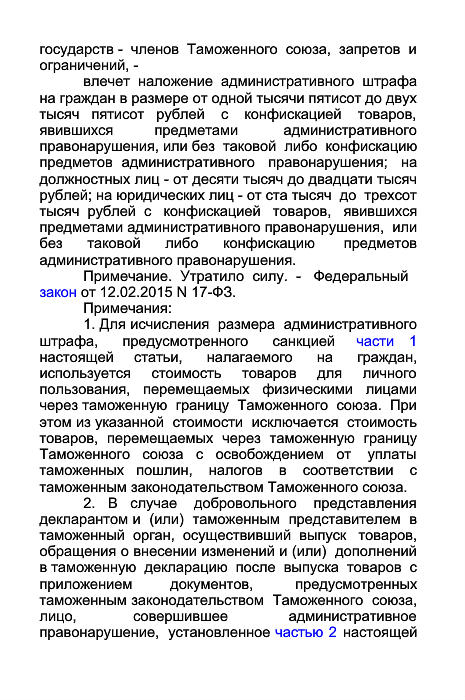 государств - членов Таможенного союза, запретов и
ограничений, -
влечет наложение административного штрафа
на граждан в размере от одной тысячи пятисот до двух
тысяч пятисот рублей с конфискацией товаров,
явившихся предметами административного
правонарушения, или без таковой либо конфискацию
предметов административного правонарушения; на
должностных лиц - от десяти тысяч до двадцати тысяч
рублей; на юридических лиц - от ста тысяч до трехсот
тысяч рублей с конфискацией товаров, явившихся
предметами административного правонарушения, или
без таковой либо конфискацию предметов
административного правонарушения.
Примечание. Утратило силу. - Федеральный
закон от 12.02.2015 N 17-ФЗ.
Примечания:
1. Для исчисления размера административного
штрафа, предусмотренного санкцией части 1
настоящей статьи, налагаемого на граждан,
используется стоимость товаров для личного
пользования, перемещаемых физическими лицами
через таможенную границу Таможенного союза. При
этом из указанной стоимости исключается стоимость
товаров, перемещаемых через таможенную границу
Таможенного союза с освобождением от уплаты
таможенных пошлин, налогов в соответствии с
таможенным законодательством Таможенного союза.
2. В случае добровольного представления
декларантом и (или) таможенным представителем в
таможенный орган, осуществивший выпуск товаров,
обращения о внесении изменений и (или) дополнений
в таможенную декларацию после выпуска товаров с
приложением документов, предусмотренных
таможенным законодательством Таможенного союза,
лицо, совершившее административное
правонарушение, установленное частью 2 настоящей